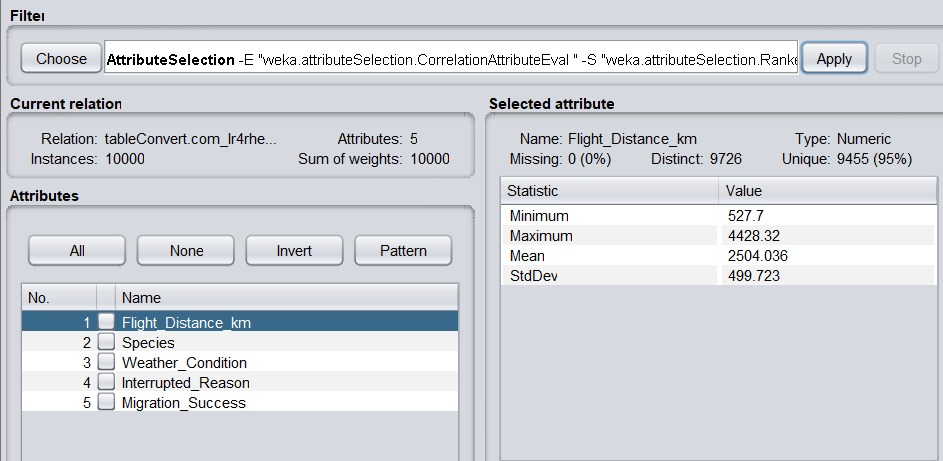 Filter
Choose AttributeSelection -E "weka.attributeSelection.CorrelationAttributeEval " -S "weka.attributeSelection.Ranke Apply Stop
Current relation
Relation: tableConvert.com_lr4rhe... Attributes: 5
Instances: 10000 Sum of weights: 10000
Attributes
All None Invert Pattern
No. Name
1 Flight_Distance_km
2 Species
3 Weather_Condition
4 Interrupted_Reason
5 Migration_Success
Selected attribute
Name: Flight_Distance_km Type: Numeric
Missing: 0 (0%) Distinct: 9726 Unique: 9455 (95%)
Statistic Value
Minimum 527.7
Maximum 4428.32
Mean 2504.036
StdDev 499.723